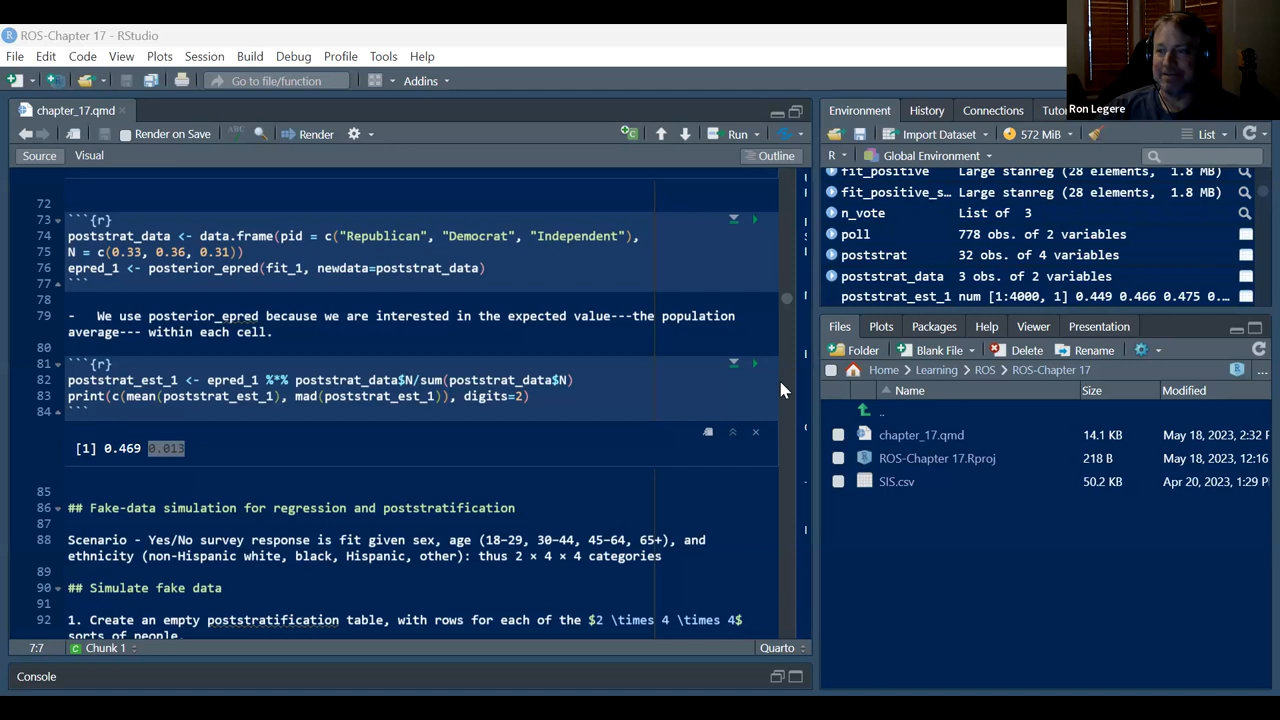 ROS-Chapter 17 - RStudio
File Edit Code View Plots Session Build Debug Profile Tools Help
Go to file/function Addins
Ron Legere
chapter_17.qmd
Render on Save ABC Render Run
Source Visual Outline
72
73 ```{r}
74 poststrat_data <- data.frame(pid = c("Republican", "Democrat", "Independent"),
75 N = c(0.33, 0.36, 0.31))
76 epred_1 <- posterior_epred(fit_1, newdata=poststrat_data)
77 ```
78
79 - We use posterior_epred because we are interested in the expected value---the population
average--- within each cell.
80
81 ```{r}
82 poststrat_est_1 <- epred_1 %*% poststrat_data$N/sum(poststrat_data$N)
83 print(c(mean(poststrat_est_1), mad(poststrat_est_1)), digits=2)
84 ```
[1] 0.469 0.013
85
86 ## Fake-data simulation for regression and poststratification
87
88 Scenario - Yes/No survey response is fit given sex, age (18-29, 30-44, 45-64, 65+), and
ethnicity (non-Hispanic white, black, Hispanic, other): thus 2 × 4 × 4 categories
89
90 ## Simulate fake data
91
92 1. Create an empty poststratification table, with rows for each of the $2 \times 4 \times 4$
sorts of people.
7:7 Chunk 1 Quarto
Console
Environment History Connections Tuto
Import Dataset 572 MiB List
R Global Environment
fit_positive Large stanreg (28 elements, 1.8 MB)
fit_positive_s… Large stanreg (28 elements, 1.8 MB)
n_vote List of 3
poll 778 obs. of 2 variables
poststrat 32 obs. of 4 variables
poststrat_data 3 obs. of 2 variables
poststrat_est_1 num [1:4000, 1] 0.449 0.466 0.475 0...
Files Plots Packages Help Viewer Presentation
Folder Blank File Delete Rename
Home Learning ROS ROS-Chapter 17 ...
Name Size Modified
..
chapter_17.qmd 14.1 KB May 18, 2023, 2:32 P
ROS-Chapter 17.Rproj 218 B May 18, 2023, 12:16
SIS.csv 50.2 KB Apr 20, 2023, 1:29 P